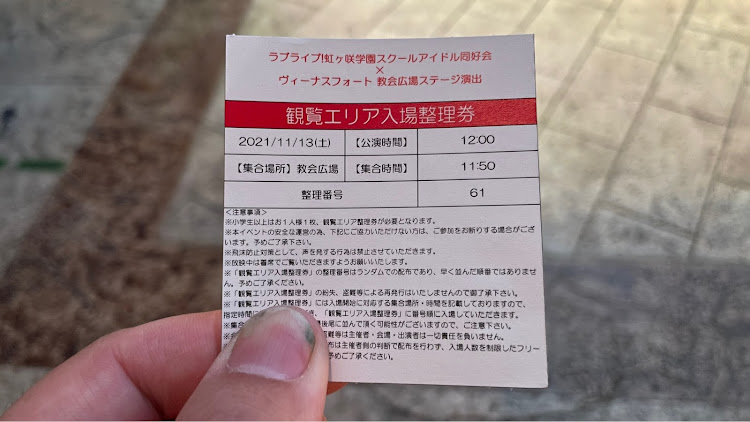 ラブライブ!虹ヶ咲学園スクールアイドル同好会
×
ヴィーナスフォート 教会広場ステージ演出
観覧エリア入場整理券
2021/11/13(土) 【公演時間】 12:00
【集合場所】教会広場 【集合時間】 11:50
整理番号 61
<注意事項>
※小学生以上はお1人様1枚、観覧エリア整理券が必要となります。
※本イベントの安全な運営の為、下記にご協力いただけない方は、ご参加をお断りする場合がござ
います。予めご了承下さい。
※飛沫防止対策として、声を発する行為は禁止させていただきます。
※放映中は着席でご覧いただきますようお願いいたします。
※「観覧エリア入場整理券」の整理番号はランダムでの配布であり、早く並んだ順番ではありませ
ん。予めご了承ください。
※「観覧エリア入場整理券」の紛失、盗難等による再発行はいたしませんので御了承下さい。
※「観覧エリア入場整理券」には入場開始に対応する集合場所・時間を記載しておりますので、
指定時間に き、「観覧エリア入場整理券」に番号順に入場していただきます。
※集合 最後尾に並んで頂く可能性がございますので、ご注意下さい。
※会 盗難等は主催者・会場・出演者は一切責任を負いません。
※ 布は主催者側の判断で配布を行わず、入場人数を制限したフリー
予めご了承ください。